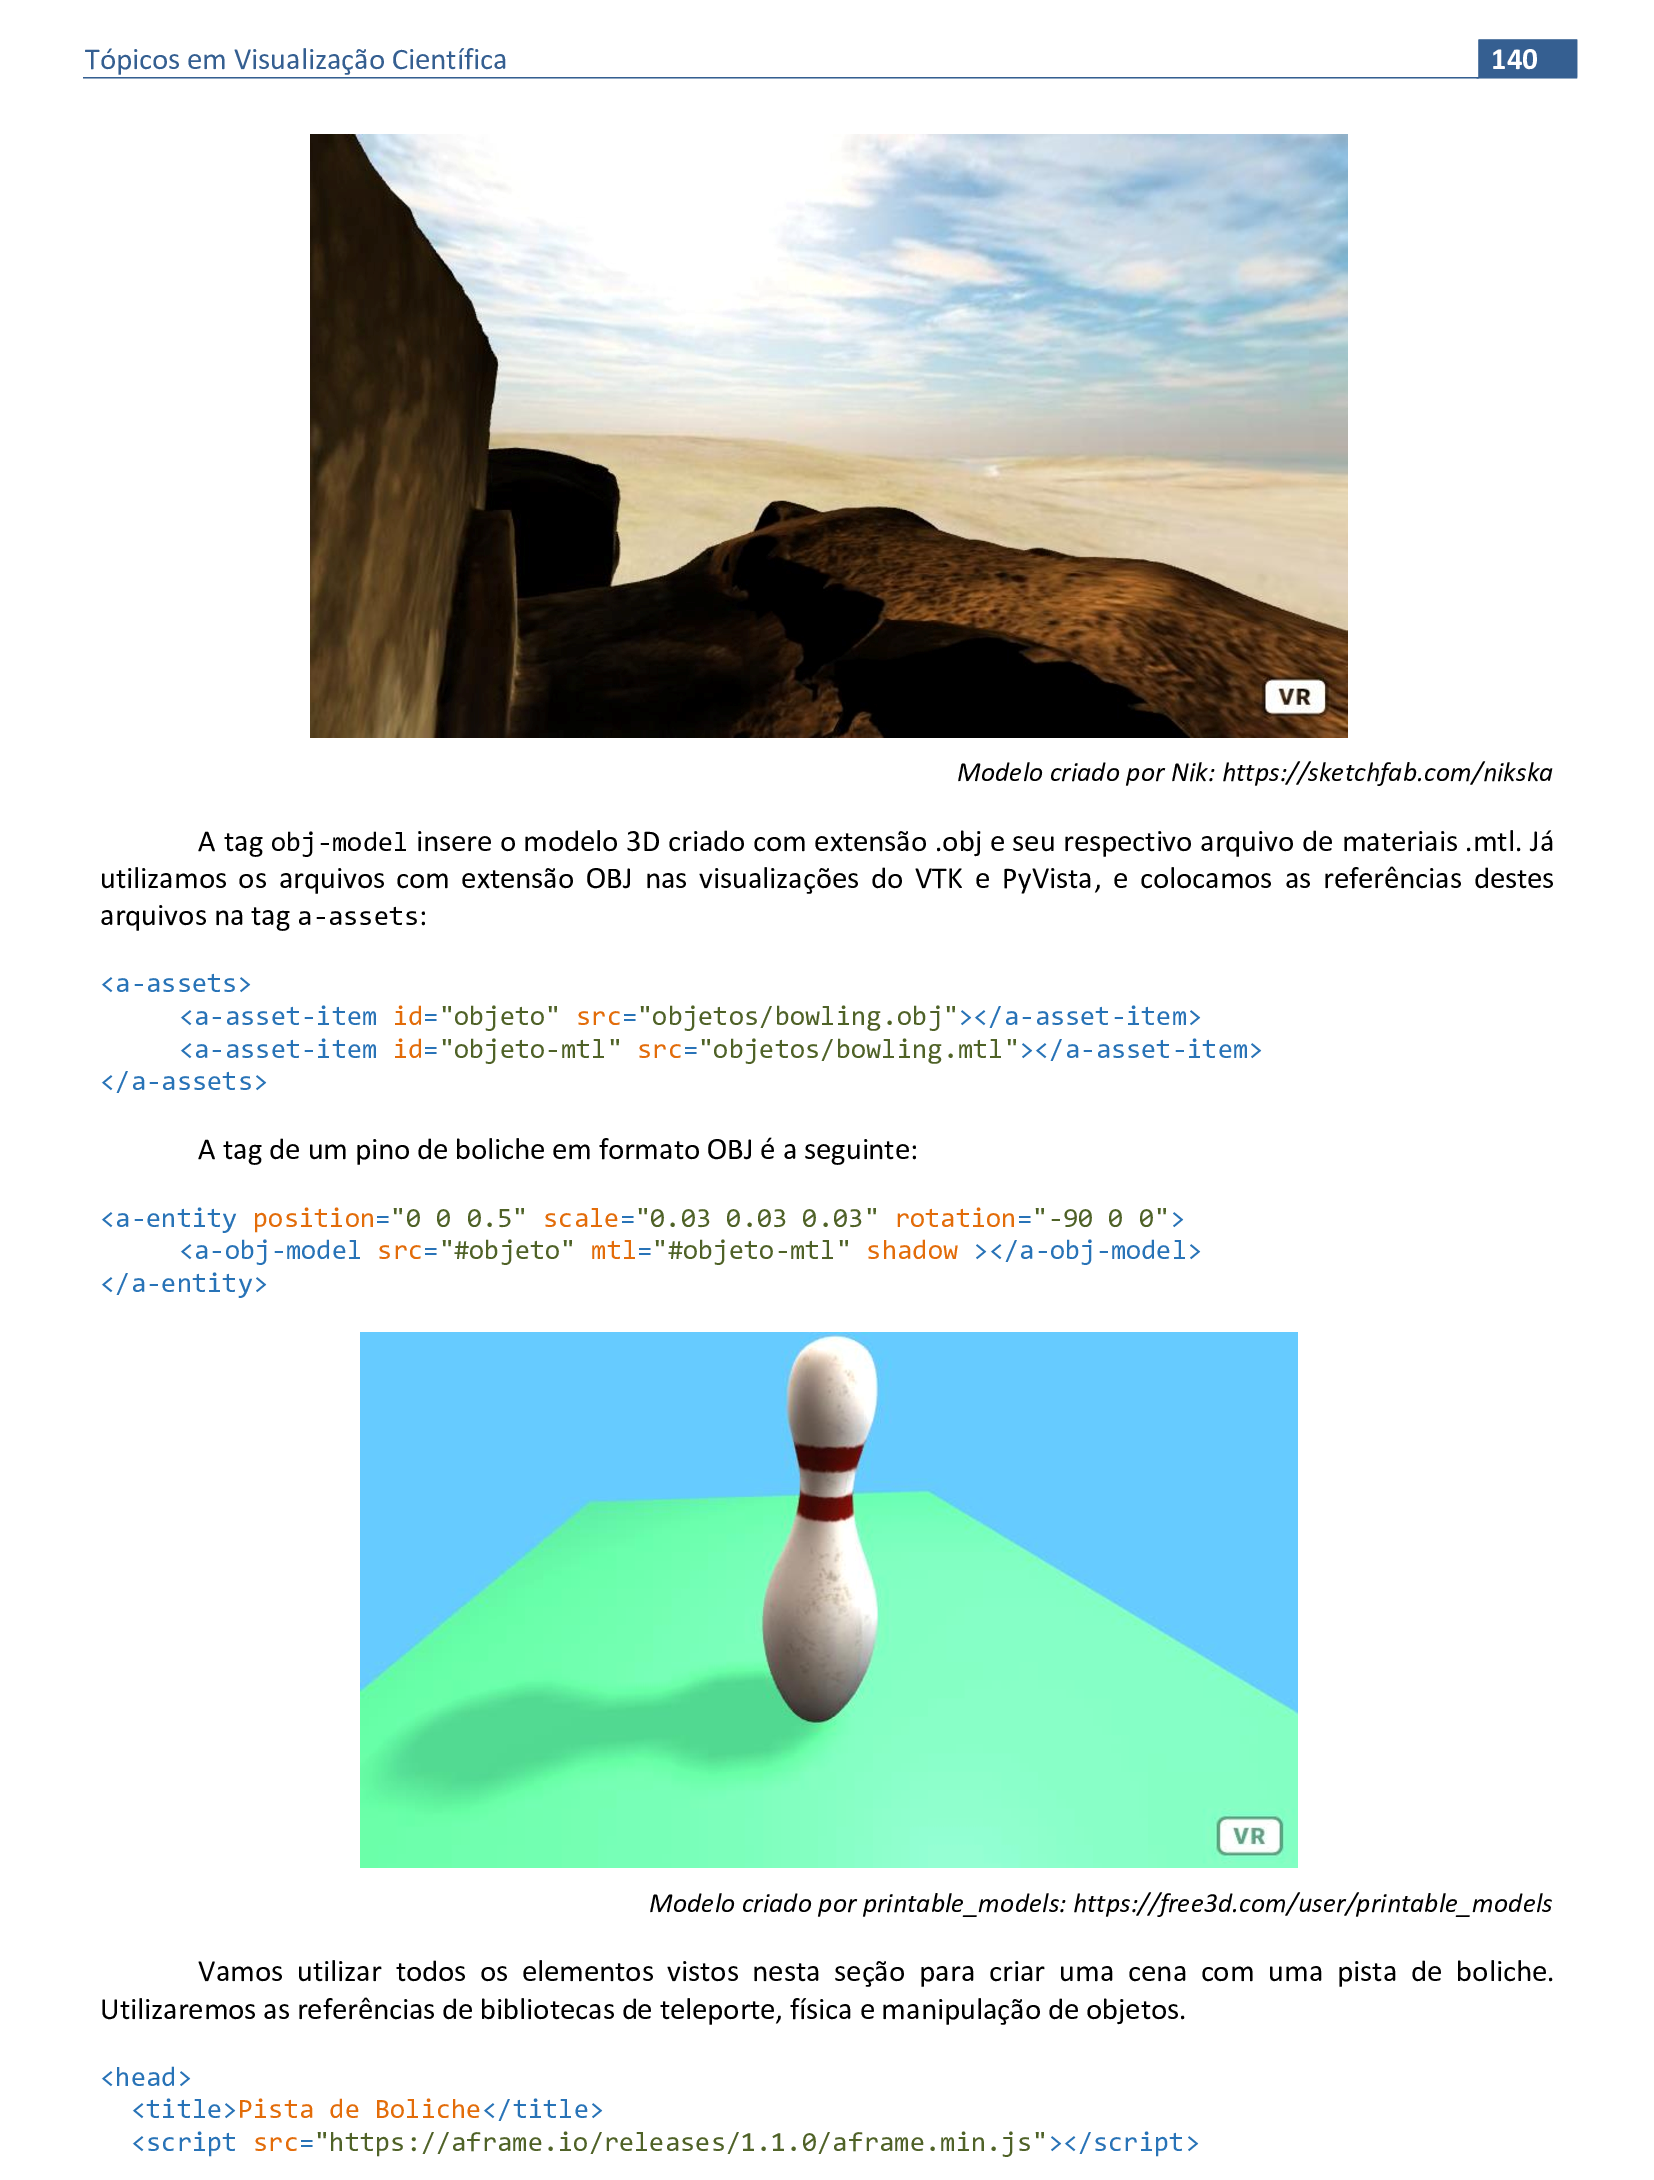 Tópicos em Visualização Científica 140
VR
Modelo criado por Nik: https://sketchfab.com/nikska
A tag obj-model insere o modelo 3D criado com extensão .obj e seu respectivo arquivo de materiais .mtl. Já
utilizamos os arquivos com extensão OBJ nas visualizações do VTK e PyVista, e colocamos as referências destes
arquivos na tag a-assets:
<a-assets>
<a-asset-item id="objeto" src="objetos/bowling.obj"></a-asset-item>
<a-asset-item id="objeto-mtl" src="objetos/bowling.mtl"></a-asset-item>
</a-assets>
A tag de um pino de boliche em formato OBJ é a seguinte:
<a-entity position="0 0 0.5" scale="0.03 0.03 0.03" rotation="-90 0 0">
<a-obj-model src="#objeto" mtl="#objeto-mtl" shadow ></a-obj-model>
</a-entity>
VR
Modelo criado por printable_models: https://free3d.com/user/printable_models
Vamos utilizar todos os elementos vistos nesta seção para criar uma cena com uma pista de boliche.
Utilizaremos as referências de bibliotecas de teleporte, física e manipulação de objetos.
<head>
<title>Pista de Boliche</title>
<script src="https://aframe.io/releases/1.1.0/aframe.min.js"></script>